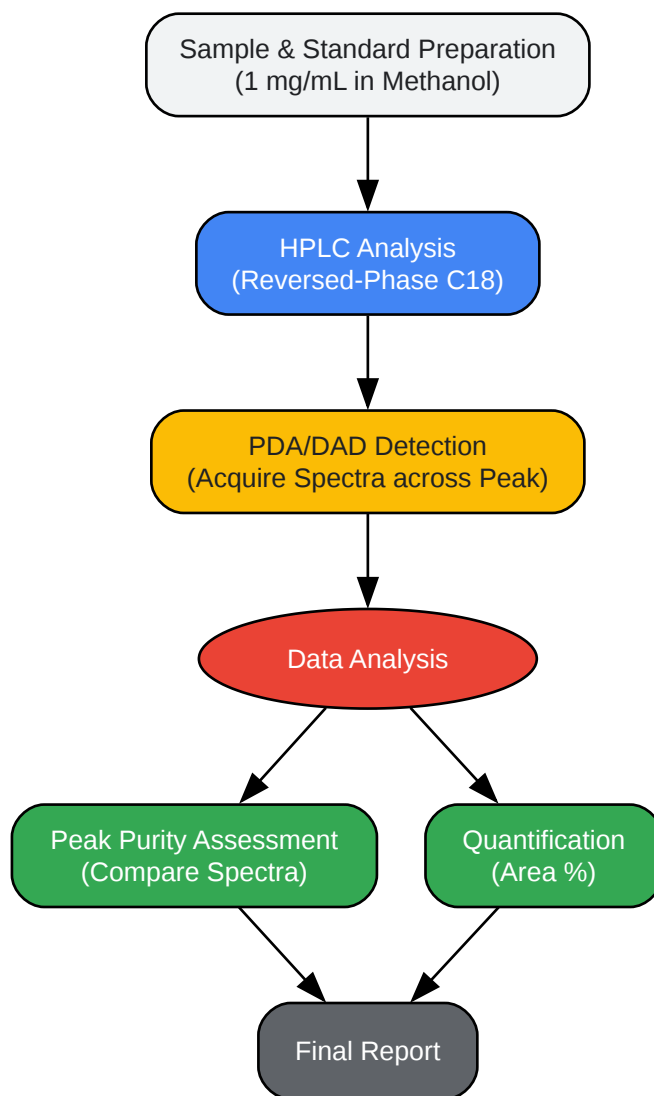 Sample & Standard Preparation
(1 mg/mL in Methanol)
HPLC Analysis
(Reversed-Phase C18)
PDA/DAD Detection
(Acquire Spectra across Peak)
Data Analysis
Peak Purity Assessment
(Compare Spectra)
Quantification
(Area %)
Final Report